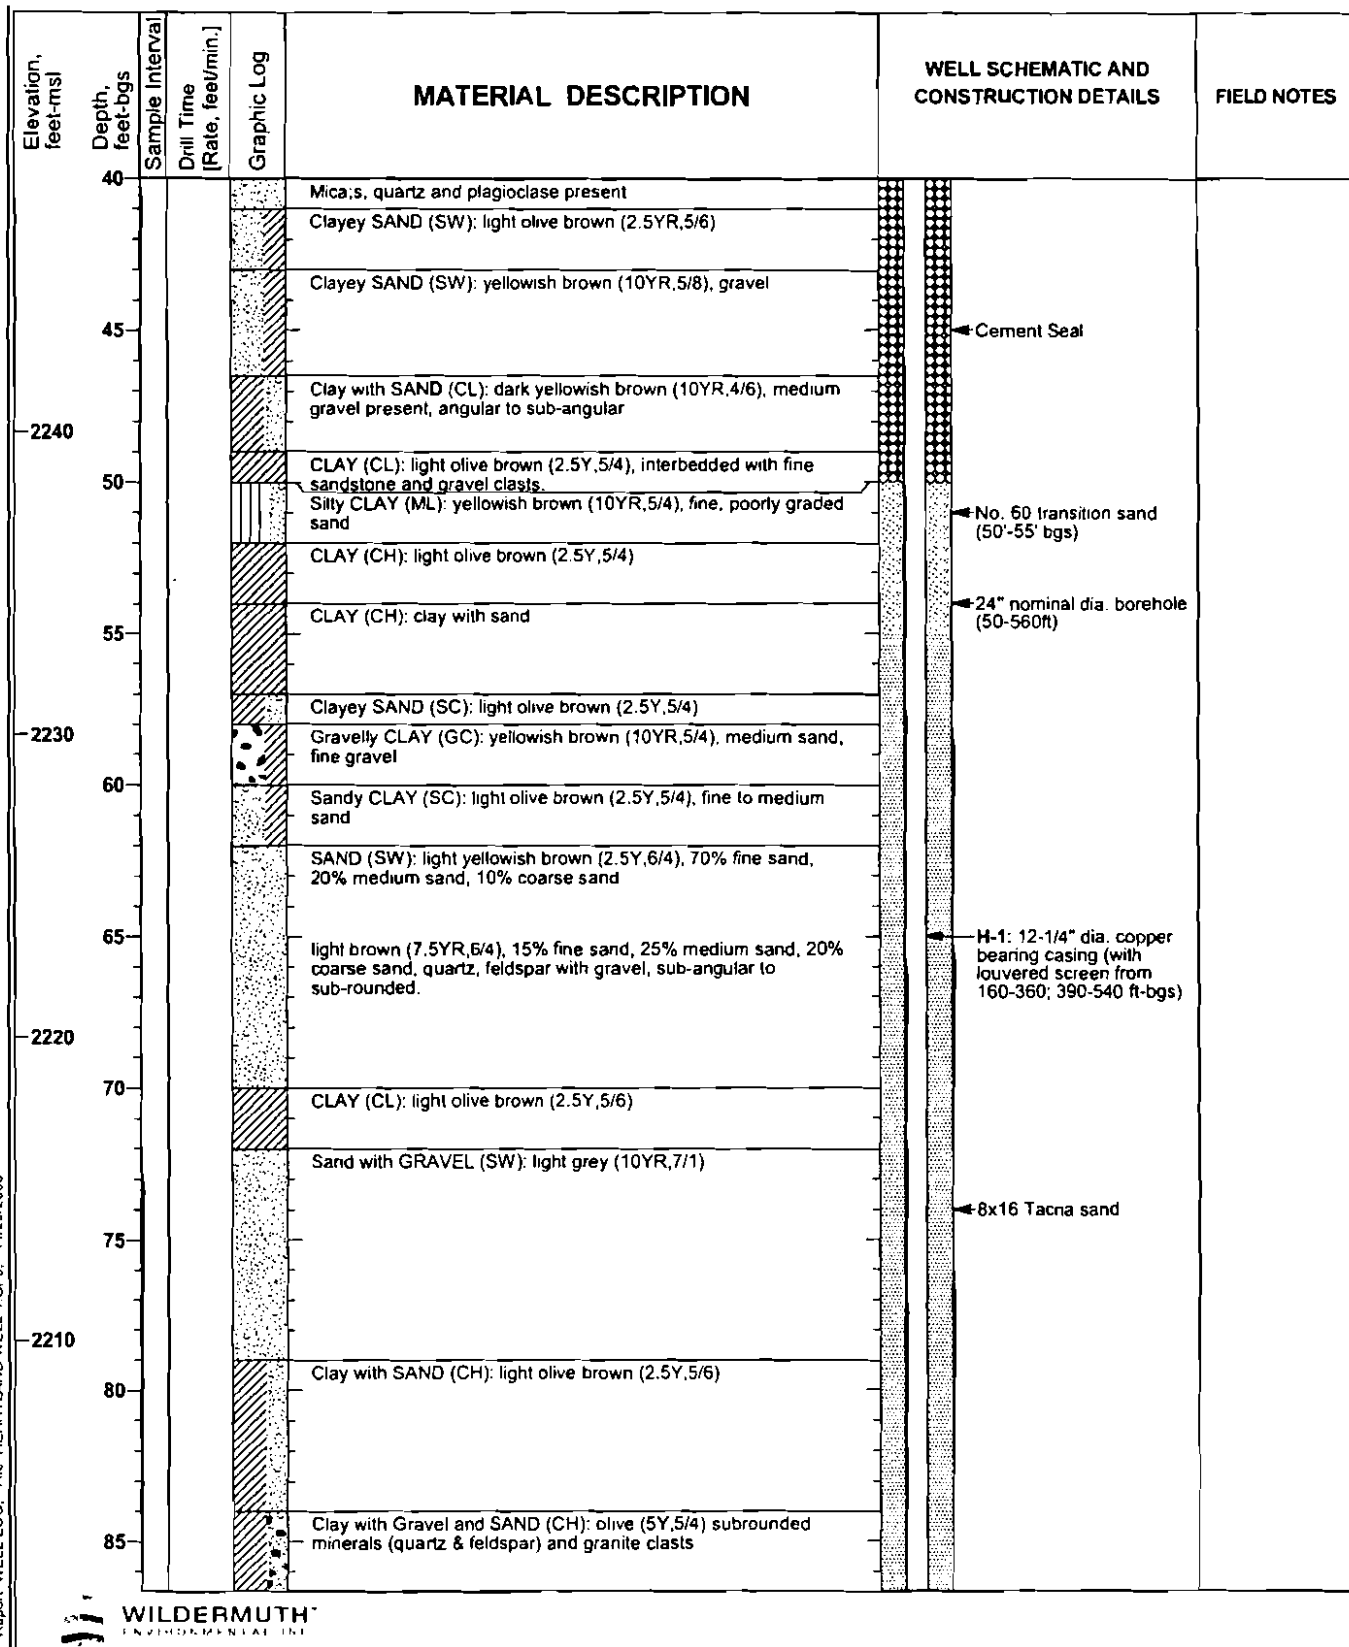 Elevation,
feet-msl
Depth,
feet-bgs
Sample Interval
Drill Time
[Rate, feet/min.]
Graphic Log
MATERIAL DESCRIPTION
WELL SCHEMATIC AND
CONSTRUCTION DETAILS
FIELD NOTES
40
Mica;s, quartz and plagioclase present
Clayey SAND (SW): light olive brown (2.5YR,5/6)
Clayey SAND (SW): yellowish brown (10YR,5/8), gravel
45
Cement Seal
Clay with SAND (CL): dark yellowish brown (10YR,4/6), medium
gravel present, angular to sub-angular
2240
CLAY (CL): light olive brown (2.5Y,5/4), interbedded with fine
sandstone and gravel clasts.
50
Silty CLAY (ML): yellowish brown (10YR,5/4), fine, poorly graded
sand
No. 60 transition sand
(50'-55' bgs)
CLAY (CH): light olive brown (2.5Y,5/4)
CLAY (CH): clay with sand
24" nominal dia. borehole
(50-560ft)
55
Clayey SAND (SC): light olive brown (2.5Y,5/4)
2230
Gravelly CLAY (GC): yellowish brown (10YR,5/4), medium sand,
fine gravel
60
Sandy CLAY (SC): light olive brown (2.5Y,5/4), fine to medium
sand
SAND (SW): light yellowish brown (2.5Y,6/4), 70% fine sand,
20% medium sand, 10% coarse sand
65
light brown (7.5YR,6/4), 15% fine sand, 25% medium sand, 20%
coarse sand, quartz, feldspar with gravel, sub-angular to
sub-rounded.
H-1: 12-1/4" dia. copper
bearing casing (with
louvered screen from
160-360; 390-540 ft-bgs)
2220
70
CLAY (CL): light olive brown (2.5Y,5/6)
Sand with GRAVEL (SW): light grey (10YR,7/1)
8x16 Tacna sand
75
2210
Clay with SAND (CH): light olive brown (2.5Y,5/6)
80
Clay with Gravel and SAND (CH): olive (5Y,5/4) subrounded
minerals (quartz & feldspar) and granite clasts
85
WILDERMUTH
ENVIRONMENTAL INC